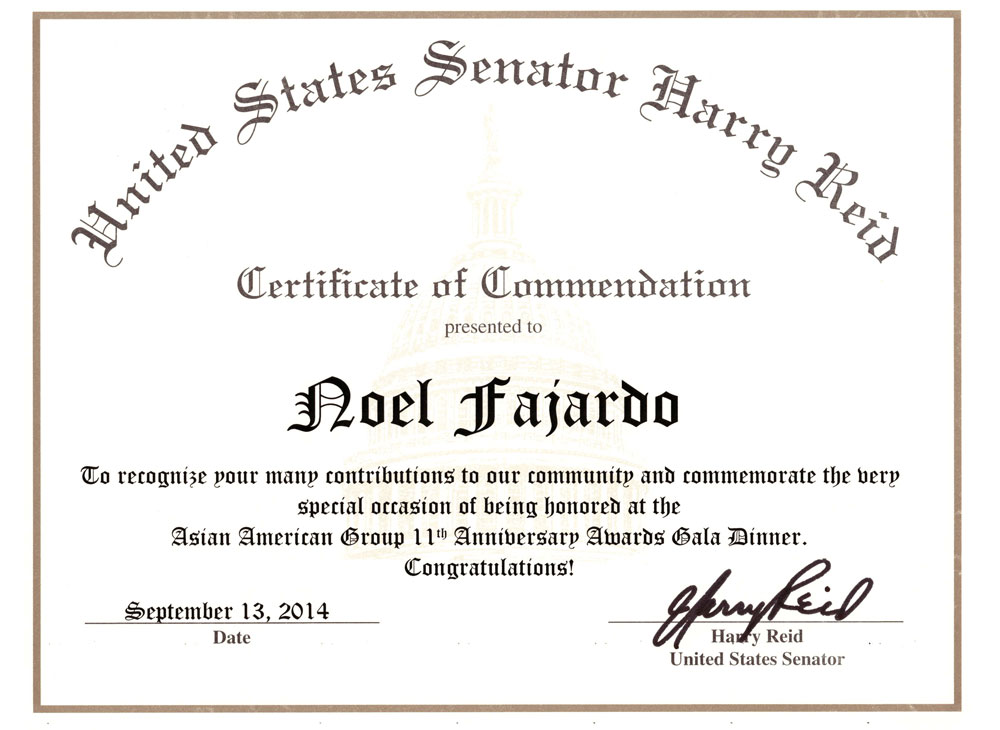 United States Senator Harry Reid
Certificate of Commendation
presented to
Noel Fajardo
To recognize your many contributions to our community and commemorate the very
special occasion of being honored at the
Asian American Group 11th Anniversary Awards Gala Dinner.
Congratulations!
September 13, 2014
Date
Harry Reid
Harry Reid
United States Senator